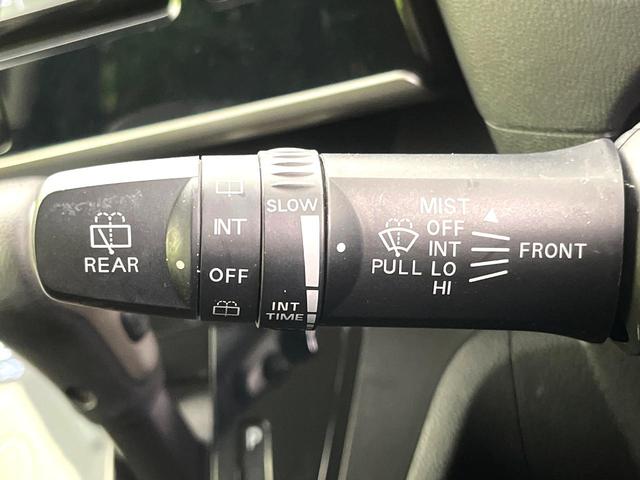 REAR
INT
OFF
SLOW
INT
TIME
MIST
OFF
INT
PULL LO
HI
FRONT
P